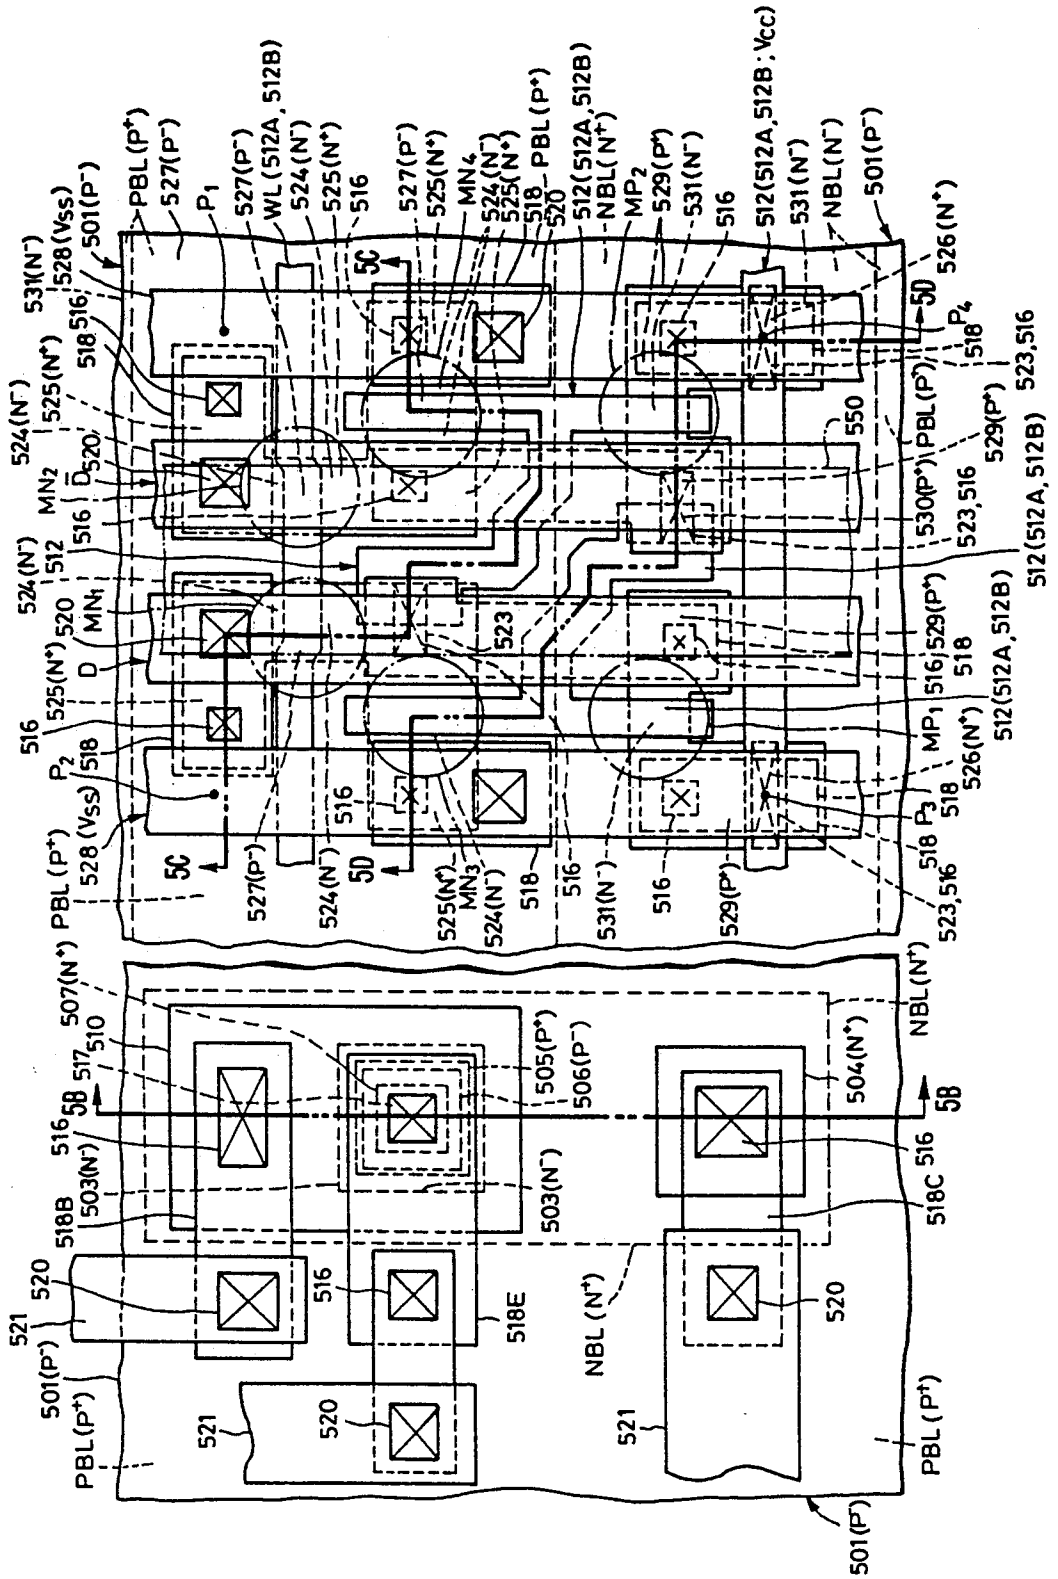 501(P⁻)
PBL(P⁺)
521
520
518B
503(N⁻)
516
517
510
507(N⁺)
5B
521
520
516
518E
503(N⁻)
505(P⁺)
506(P⁻)
NBL(N⁺)
521
520
518C
516
504(N⁺)
5B
NBL(N⁺)
PBL(P⁺)
501(P⁻)
PBL(P⁺)
528(VSS)
P2
518
516
525(N⁺)
D
520
MN1
524(N⁻)
512
516
MN2
D̄
520
524(N⁻)
525(N⁺)
518
516
528(VSS)
531(N⁻)
501(P⁻)
PBL(P⁺)
527(P⁻)
P1
527(P⁻)
WL(512A, 512B)
524(N⁻)
525(N⁺)
516
5C
5C
527(P⁻)
524(N⁻)
5D
516
523
527(P⁻)
525(N⁺)
MN4
524(N⁻)
525(N⁺)
518
PBL(P⁺)
520
512(512A, 512B)
NBL(N⁺)
MP2
529(P⁺)
531(N⁻)
516
525(N⁺)
MN3
524(N⁻)
518
516
531(N⁻)
516
529(P⁺)
512(512A, 512B; VCC)
531(N⁻)
NBL(N⁻)
501(P⁻)
526(N⁺)
5D
523,516
518
P3
518
526(N⁺)
MP1
512(512A, 512B)
516
518
529(P⁺)
512(512A, 512B)
523,516
530(P⁺)
529(P⁺)
550
PBL(P⁺)
523,516
518
P4